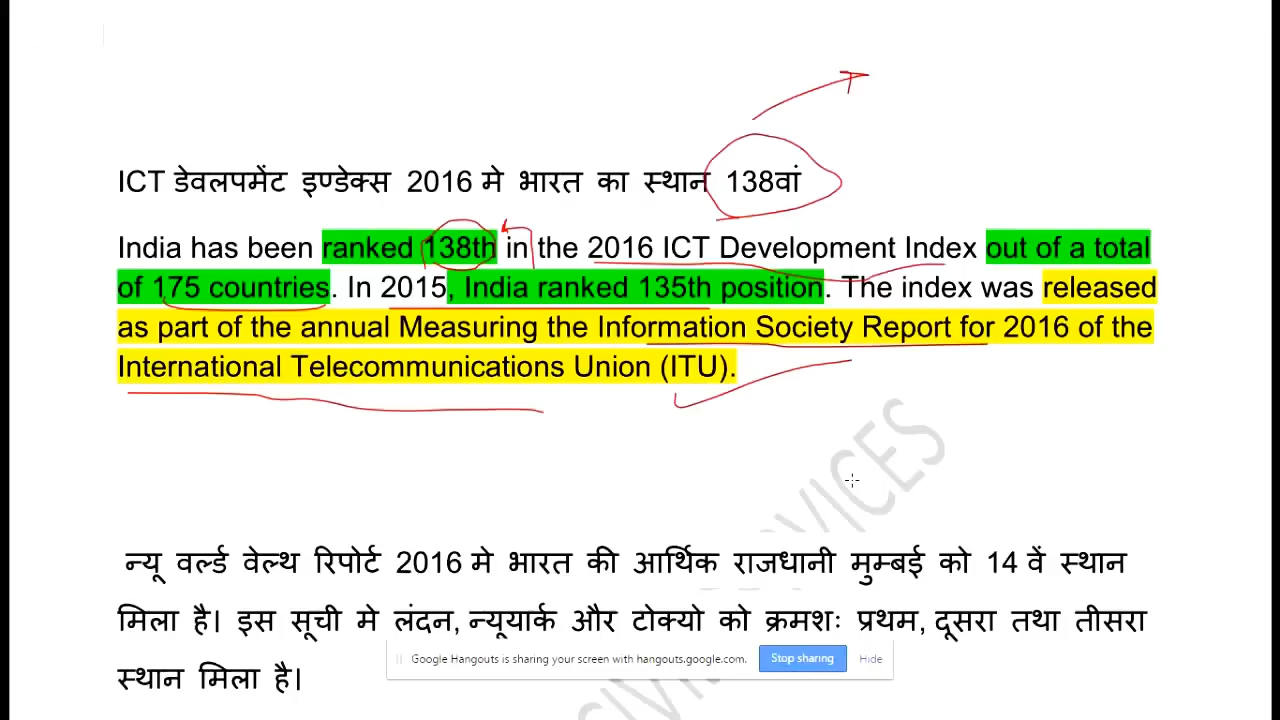 ICT डेवलपमेंट इण्डेक्स 2016 मे भारत का स्थान 138वां
India has been ranked 138th in the 2016 ICT Development Index out of a total
of 175 countries. In 2015, India ranked 135th position. The index was released
as part of the annual Measuring the Information Society Report for 2016 of the
International Telecommunications Union (ITU).
न्यू वर्ल्ड वेल्थ रिपोर्ट 2016 मे भारत की आर्थिक राजधानी मुम्बई को 14 वें स्थान
मिला है। इस सूची मे लंदन, न्यूयार्क और टोक्यो को क्रमशः प्रथम, दूसरा तथा तीसरा
Google Hangouts is sharing your screen with hangouts.google.com. Stop sharing Hide
स्थान मिला है।